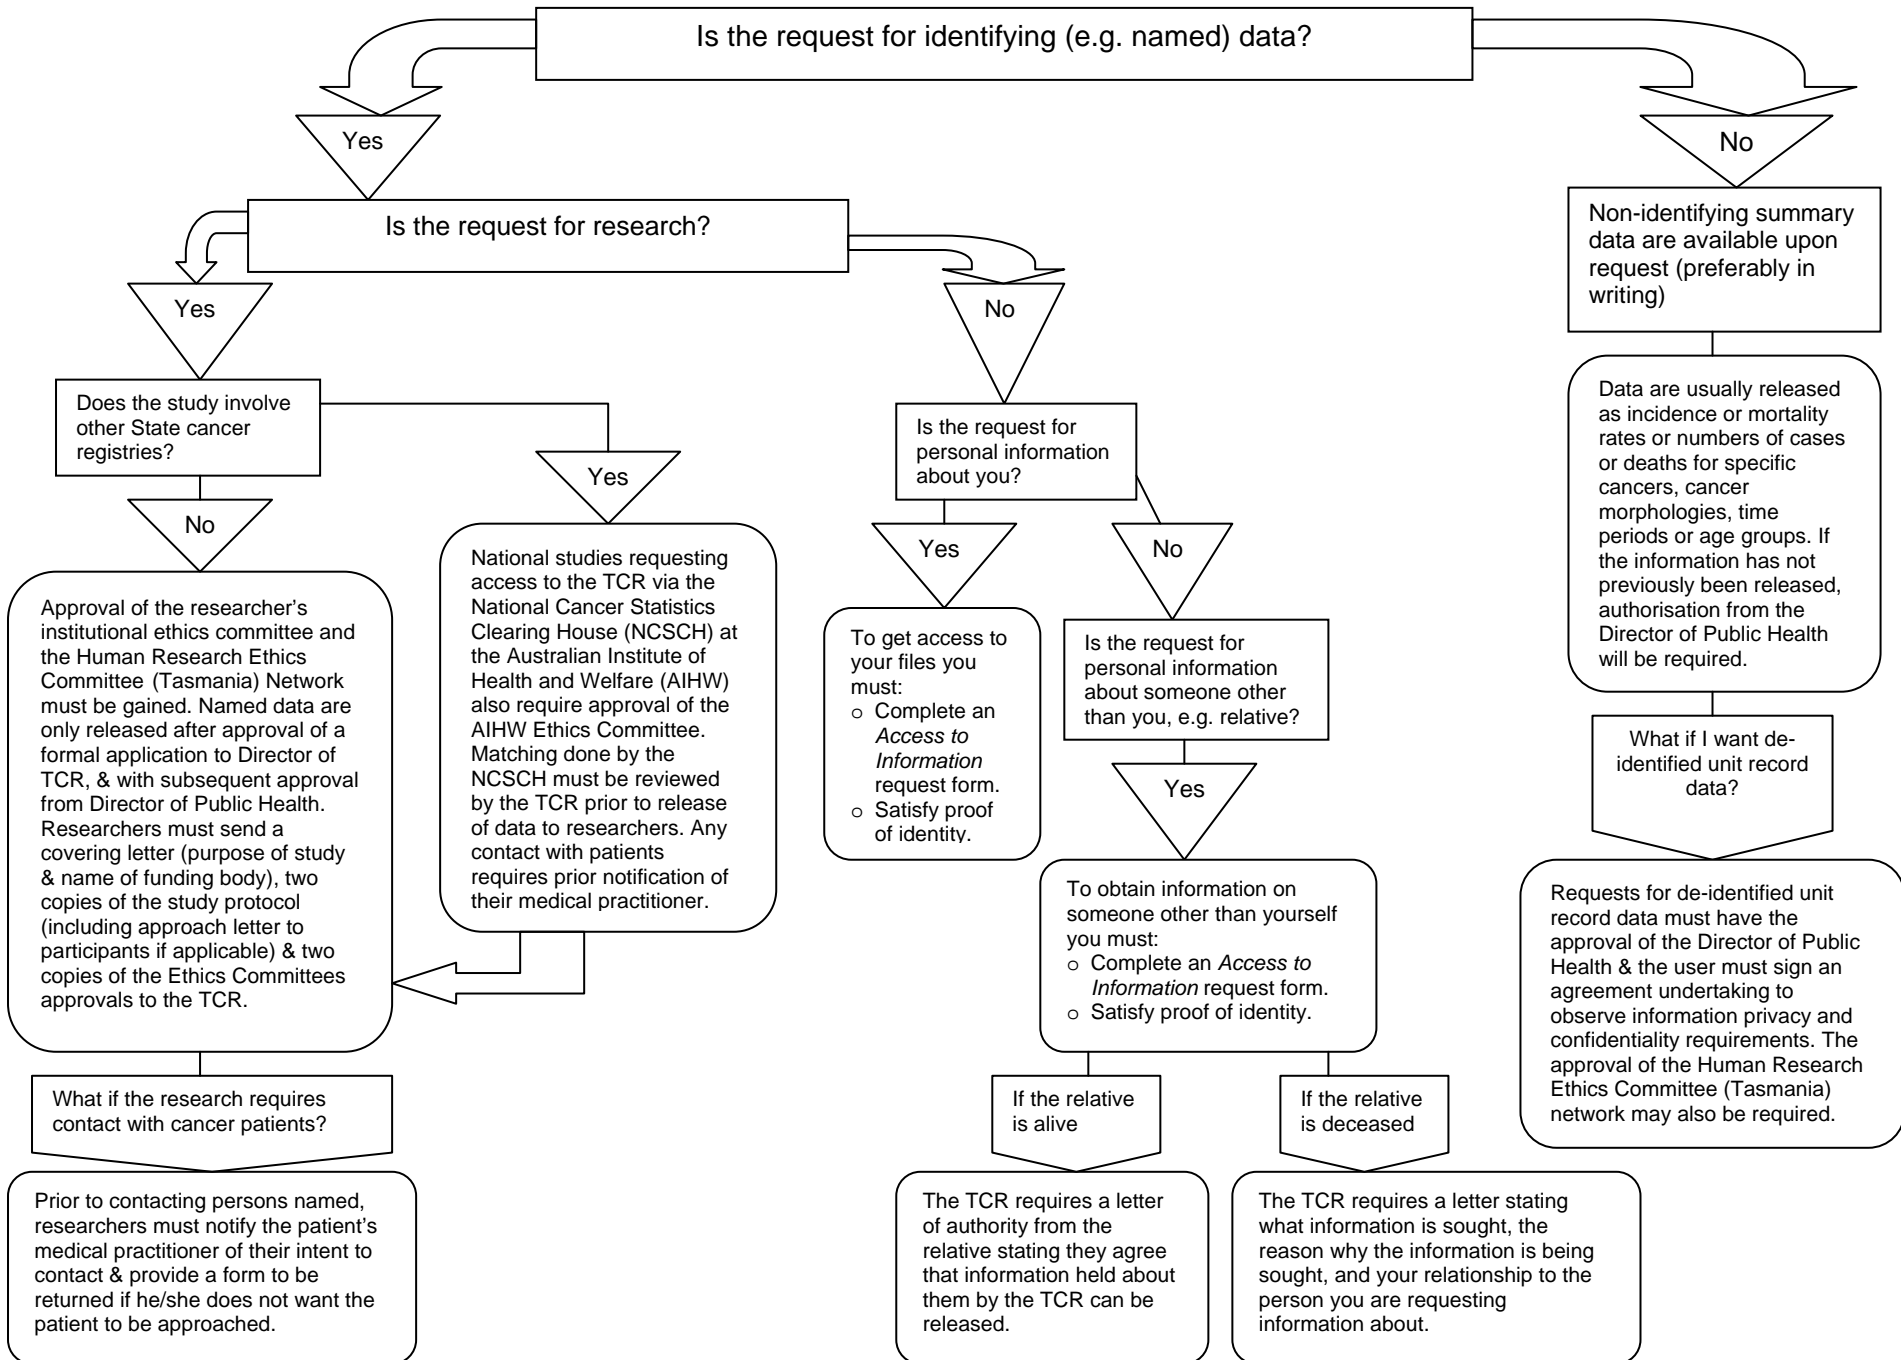 Is the request for identifying (e.g. named) data?
Yes
No
Is the request for research?
Non-identifying summary
data are available upon
request (preferably in
writing)
Yes
No
Does the study involve
other State cancer
registries?
No
Yes
Approval of the researcher's
institutional ethics committee and
the Human Research Ethics
Committee (Tasmania) Network
must be gained. Named data are
only released after approval of a
formal application to Director of
TCR, & with subsequent approval
from Director of Public Health.
Researchers must send a
covering letter (purpose of study
& name of funding body), two
copies of the study protocol
(including approach letter to
participants if applicable) & two
copies of the Ethics Committees
approvals to the TCR.
National studies requesting
access to the TCR via the
National Cancer Statistics
Clearing House (NCSCH) at
the Australian Institute of
Health and Welfare (AIHW)
also require approval of the
AIHW Ethics Committee.
Matching done by the
NCSCH must be reviewed
by the TCR prior to release
of data to researchers. Any
contact with patients
requires prior notification of
their medical practitioner.
What if the research requires
contact with cancer patients?
Prior to contacting persons named,
researchers must notify the patient's
medical practitioner of their intent to
contact & provide a form to be
returned if he/she does not want the
patient to be approached.
Is the request for
personal information
about you?
Yes
No
To get access to
your files you
must:
o Complete an
Access to
Information
request form.
o Satisfy proof
of identity.
Is the request for
personal information
about someone other
than you, e.g. relative?
Yes
To obtain information on
someone other than yourself
you must:
o Complete an Access to
Information request form.
o Satisfy proof of identity.
If the relative
is alive
If the relative
is deceased
The TCR requires a letter
of authority from the
relative stating they agree
that information held about
them by the TCR can be
released.
The TCR requires a letter stating
what information is sought, the
reason why the information is being
sought, and your relationship to the
person you are requesting
information about.
Data are usually released
as incidence or mortality
rates or numbers of cases
or deaths for specific
cancers, cancer
morphologies, time
periods or age groups. If
the information has not
previously been released,
authorisation from the
Director of Public Health
will be required.
What if I want de-
identified unit record
data?
Requests for de-identified unit
record data must have the
approval of the Director of Public
Health & the user must sign an
agreement undertaking to
observe information privacy and
confidentiality requirements. The
approval of the Human Research
Ethics Committee (Tasmania)
network may also be required.